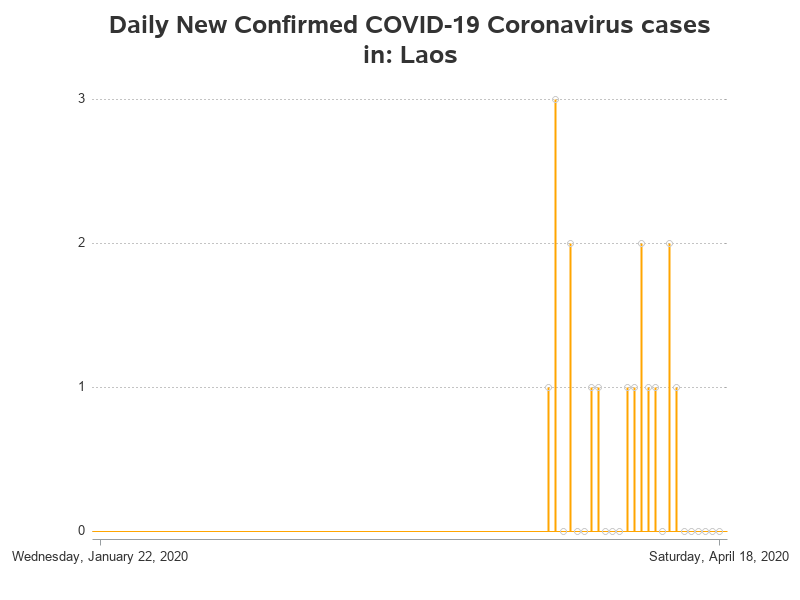 Daily New Confirmed COVID-19 Coronavirus cases
in: Laos
3
2
1
0
Wednesday, January 22, 2020
Saturday, April 18, 2020